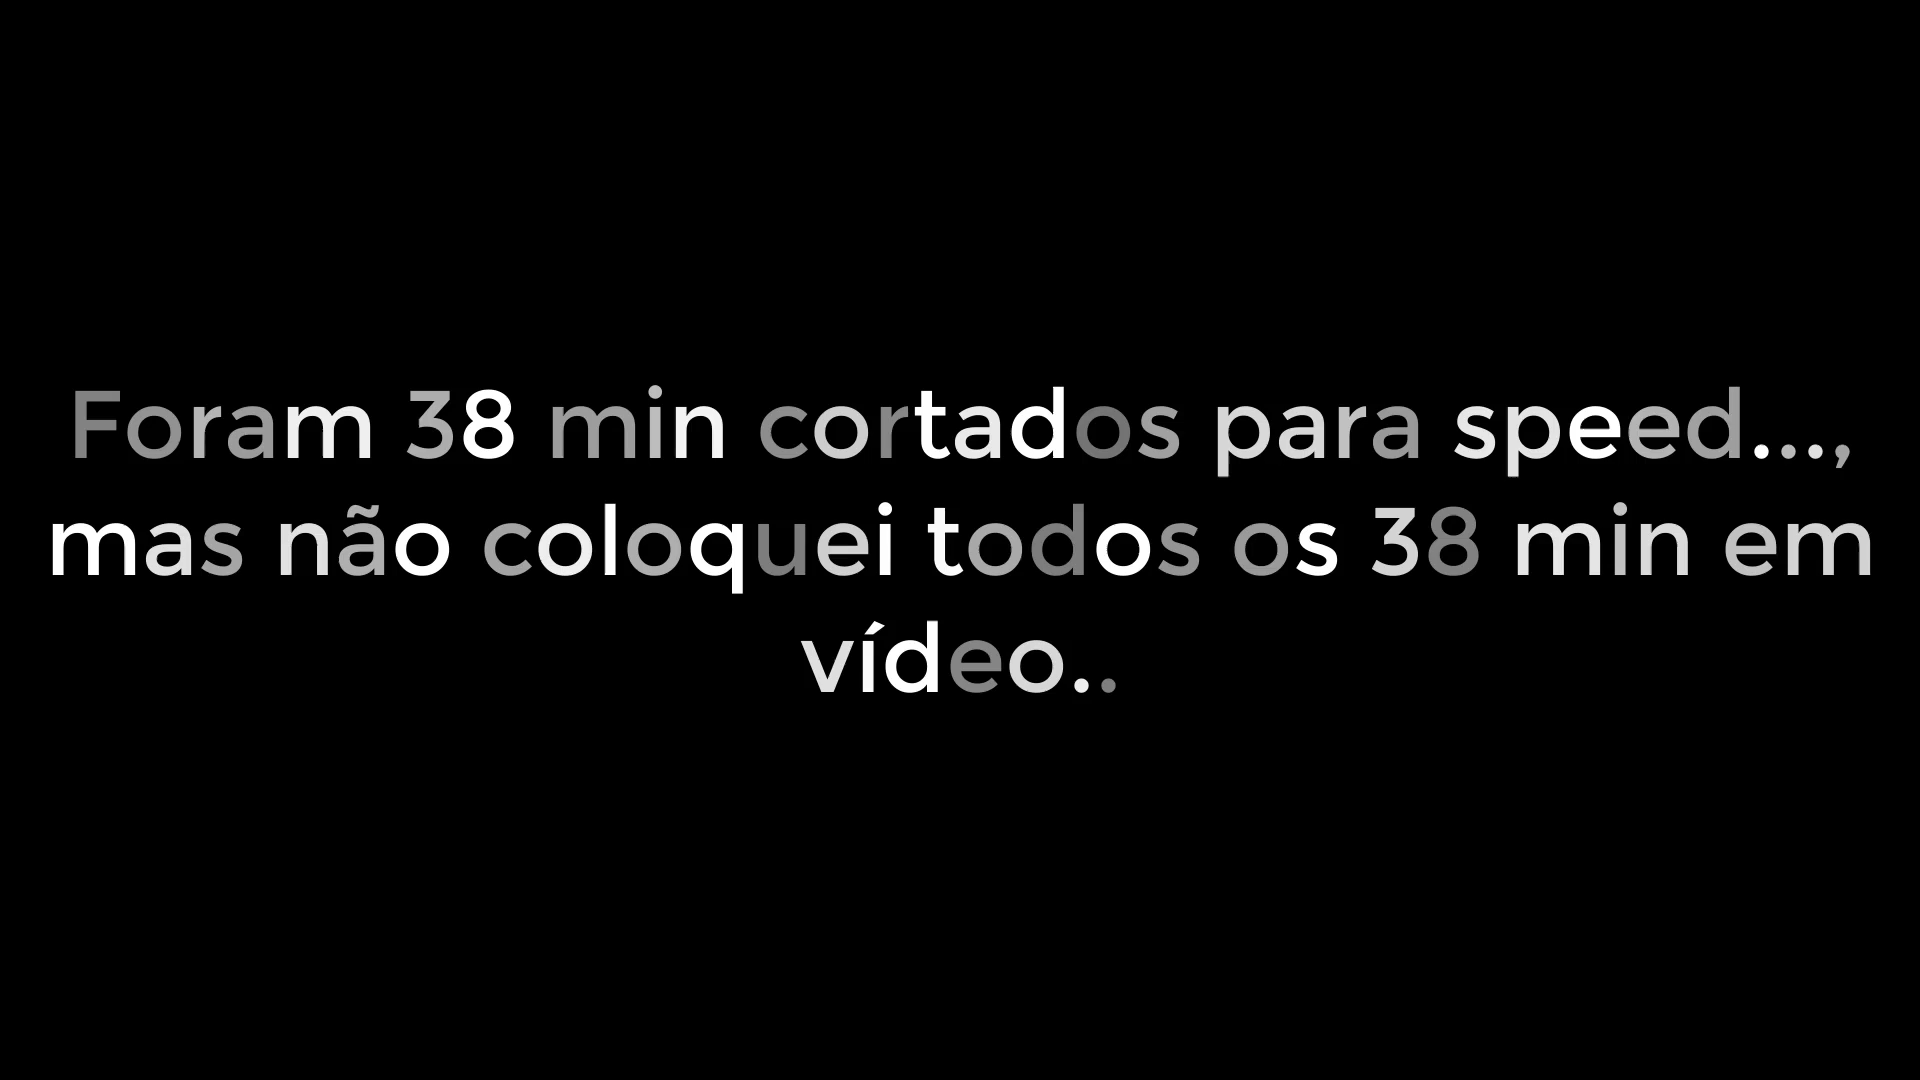 Foram 38 min cortados para speed...,
mas não coloquei todos os 38 min em
vídeo..